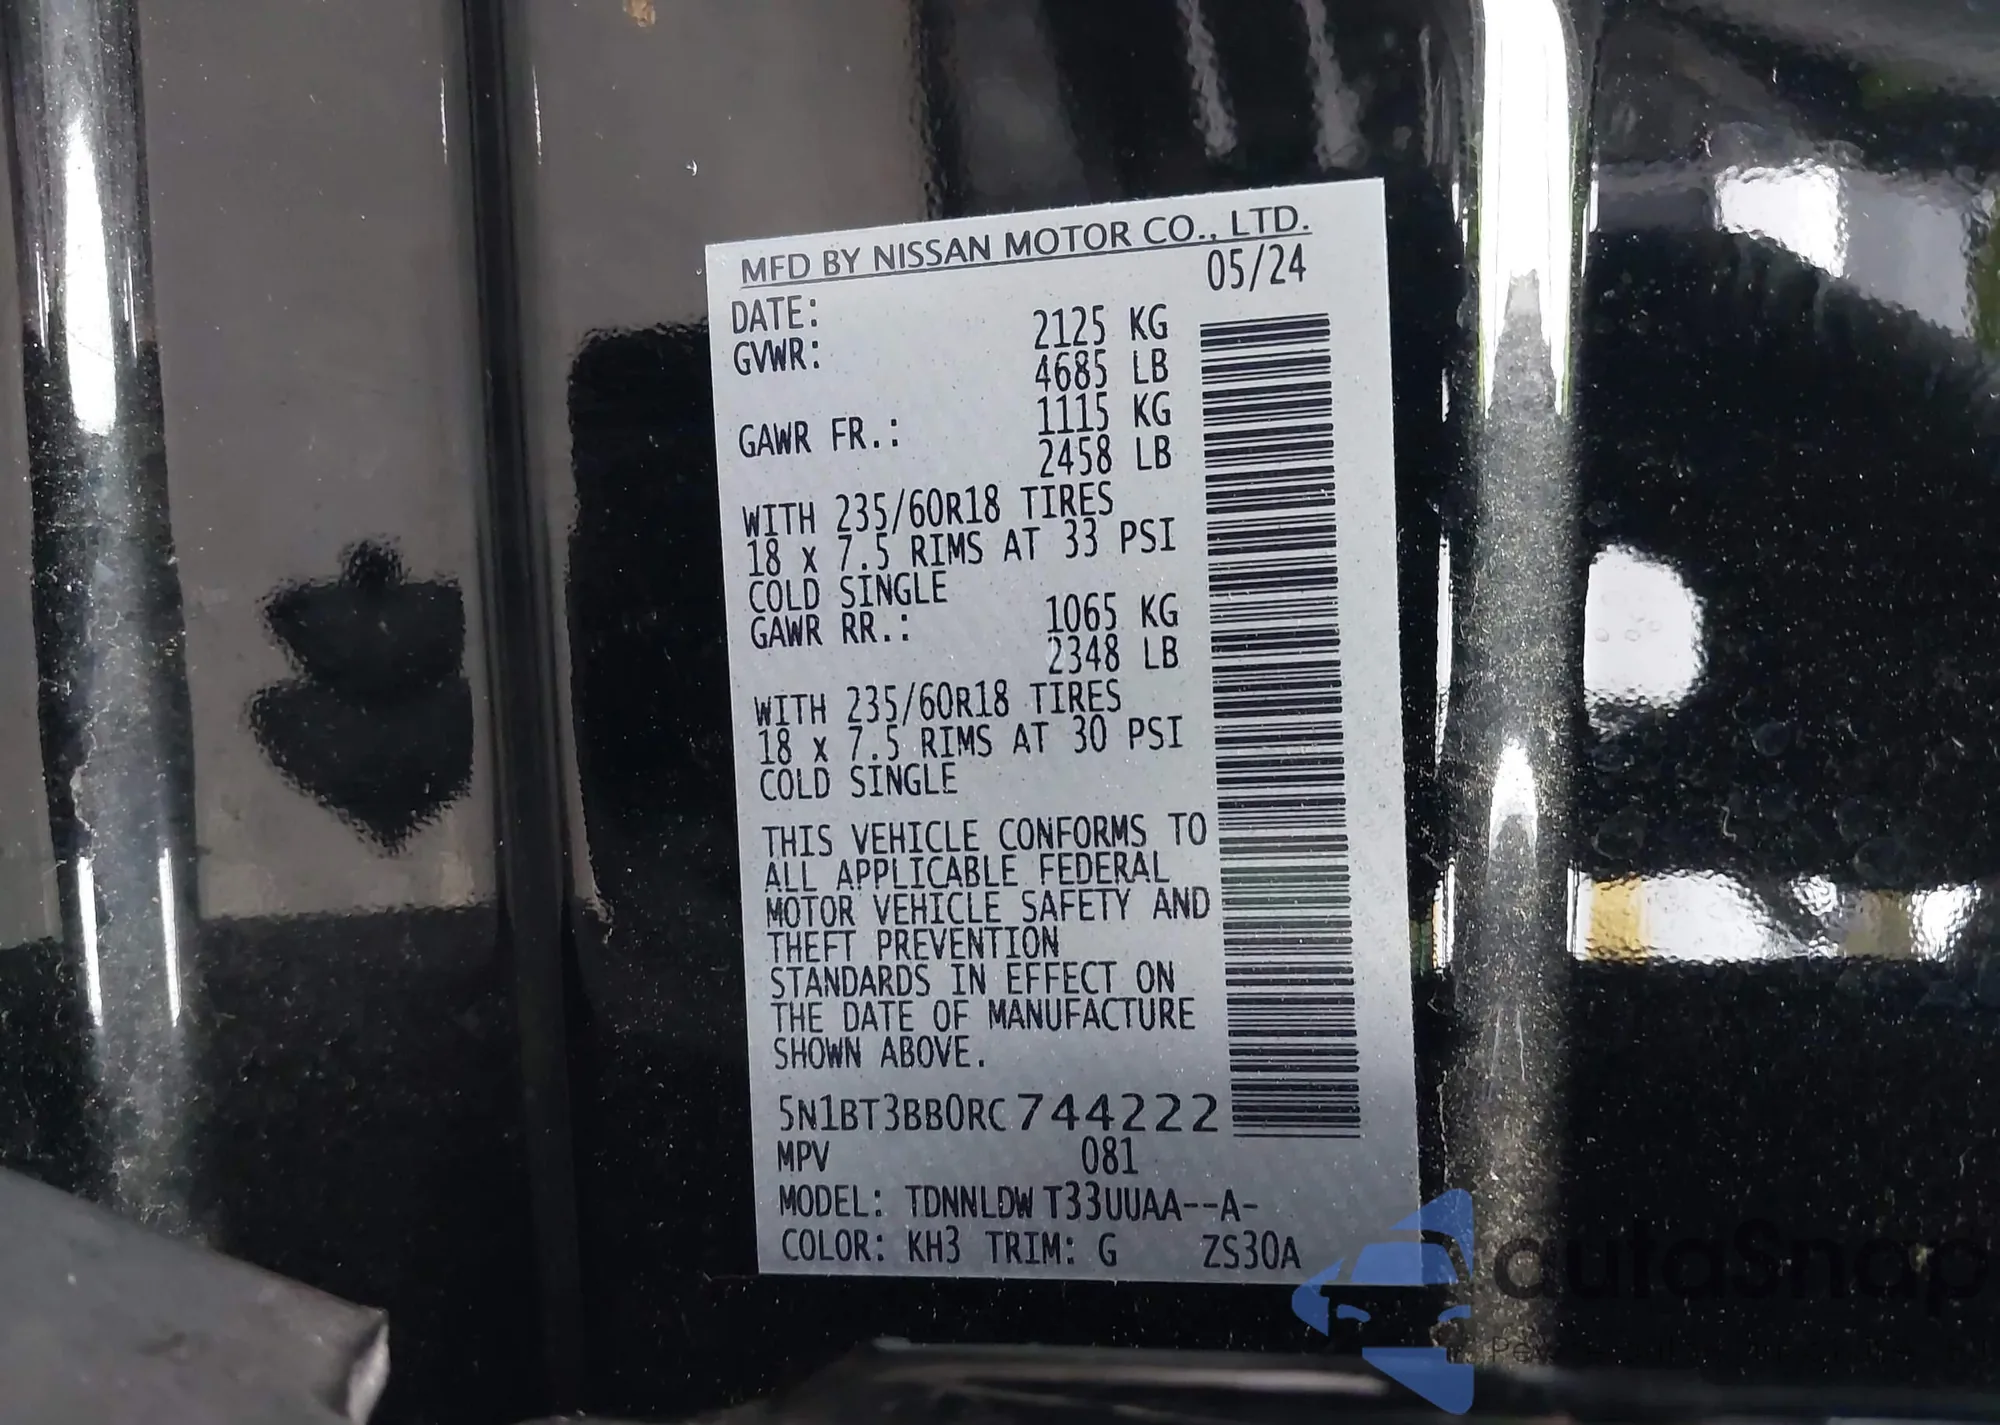 MFD BY NISSAN MOTOR CO., LTD.
DATE: 05/24
GVWR: 2125 KG
4685 LB
GAWR FR.: 1115 KG
2458 LB
WITH 235/60R18 TIRES
18 x 7.5 RIMS AT 33 PSI
COLD SINGLE
GAWR RR.: 1065 KG
2348 LB
WITH 235/60R18 TIRES
18 x 7.5 RIMS AT 30 PSI
COLD SINGLE
THIS VEHICLE CONFORMS TO
ALL APPLICABLE FEDERAL
MOTOR VEHICLE SAFETY AND
THEFT PREVENTION
STANDARDS IN EFFECT ON
THE DATE OF MANUFACTURE
SHOWN ABOVE.
5N1BT3BB0RC744222
MPV 081
MODEL: TDNNLDW T33UUAA--A-
COLOR: KH3 TRIM: G ZS30A
autoSnap